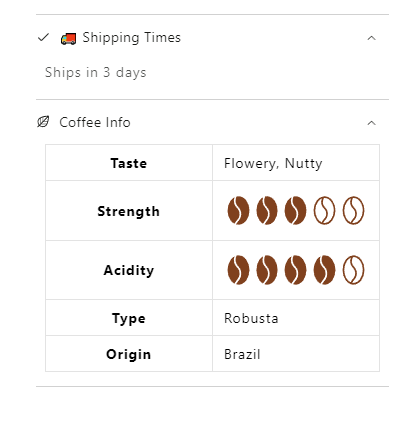 Shipping Times
Ships in 3 days
Coffee Info
Taste Flowery, Nutty
Strength
Acidity
Type Robusta
Origin Brazil